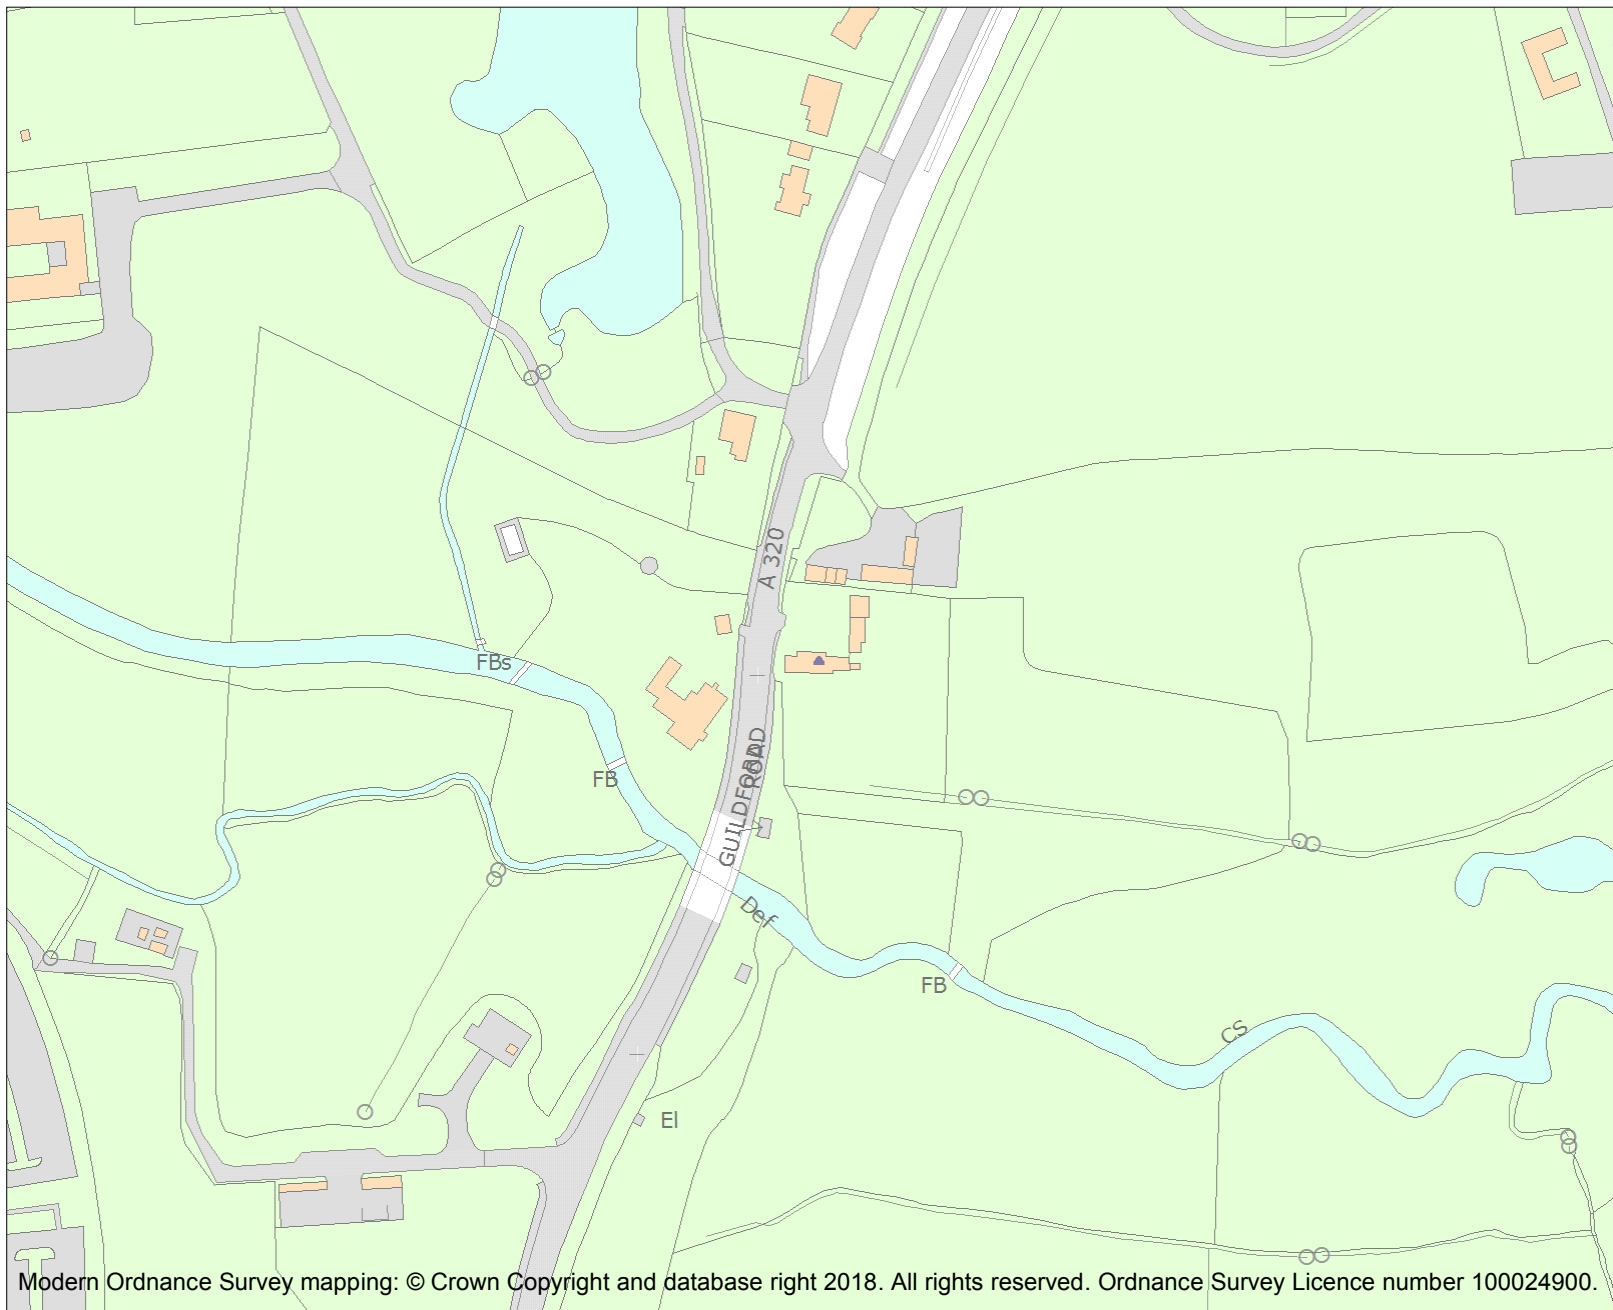 A 320
FBs
FB
GUILDFORD
ROAD
Def
FB
CS
El
Modern Ordnance Survey mapping: © Crown Copyright and database right 2018. All rights reserved. Ordnance Survey Licence number 100024900.